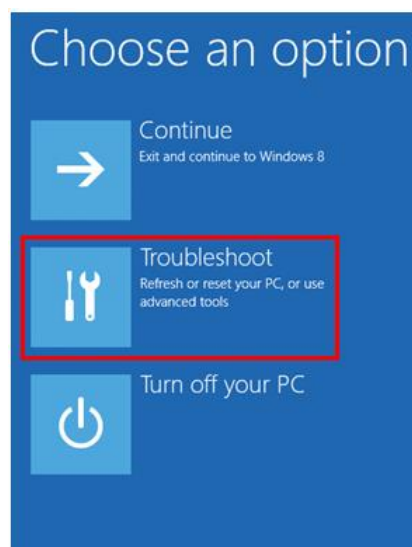 Choose an option
Continue
Exit and continue to Windows 8
Troubleshoot
Refresh or reset your PC, or use
advanced tools
Turn off your PC